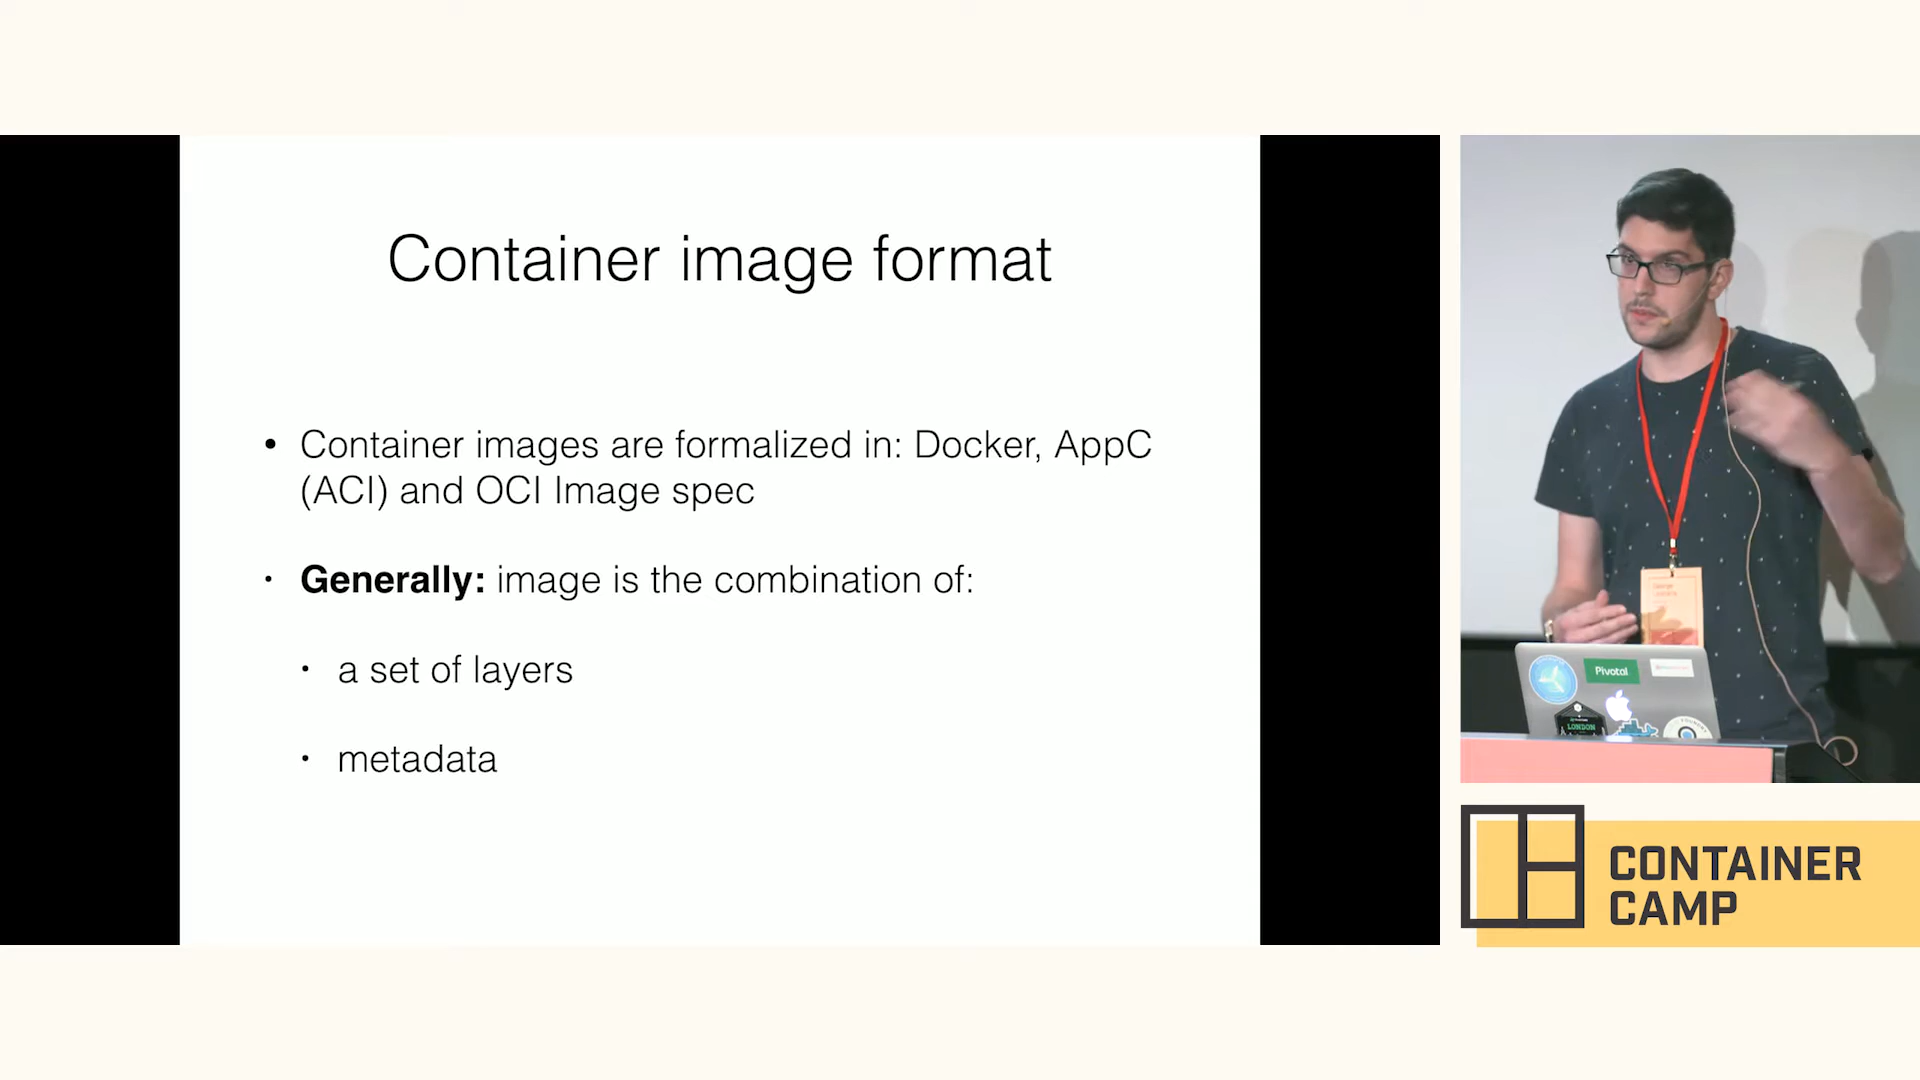 Container image format
• Container images are formalized in: Docker, AppC
(ACI) and OCI Image spec
• Generally: image is the combination of:
• a set of layers
• metadata
Pivotal
LONDON
CONTAINER
CAMP